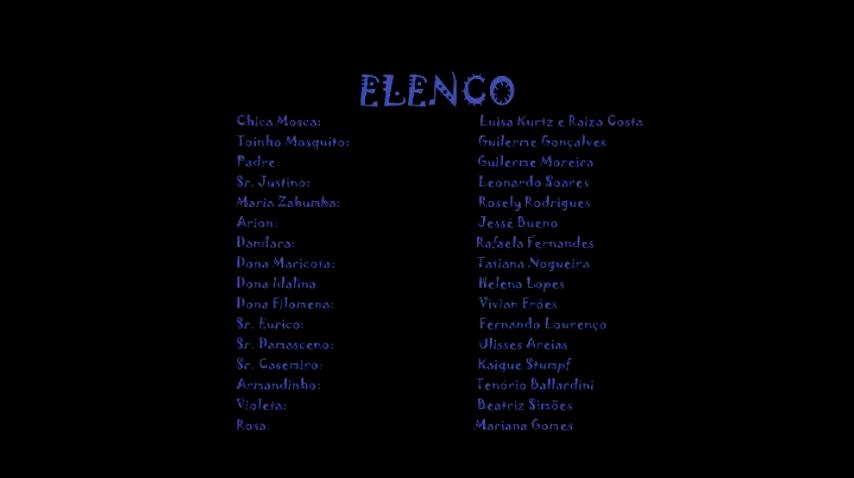 ELENCO
Chica Mosca: Luisa Kurtz e Raiza Costa
Toinho Mosquito: Guilerme Gonçalves
Padre: Guilerme Moreira
Sr. Justino: Leonardo Soares
Maria Zabumba: Rosely Rodrigues
Arion: Jessé Bueno
Dandara: Rafaela Fernandes
Dona Maricota: Tatiana Nogueira
Dona Idalina: Helena Lopes
Dona Filomena: Vivian Fróes
Sr. Eurico: Fernando Lourenço
Sr. Damasceno: Ulisses Areias
Sr. Casemiro: Kaique Stumpf
Armandinho: Tenório Ballardini
Violeta: Beatriz Simões
Rosa: Mariana Gomes